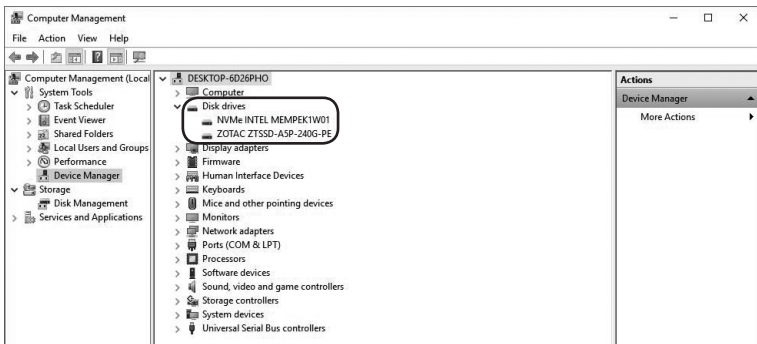 Computer Management
File Action View Help
Computer Management (Local
System Tools
Task Scheduler
Event Viewer
Shared Folders
Local Users and Groups
Performance
Device Manager
Storage
Disk Management
Services and Applications
DESKTOP-6D26PHO
Computer
Disk drives
NVMe INTEL MEMPEK1W01
ZOTAC ZTSSD-A5P-240G-PE
Display adapters
Firmware
Human Interface Devices
Keyboards
Mice and other pointing devices
Monitors
Network adapters
Ports (COM & LPT)
Processors
Software devices
Sound, video and game controllers
Storage controllers
System devices
Universal Serial Bus controllers
Actions
Device Manager
More Actions